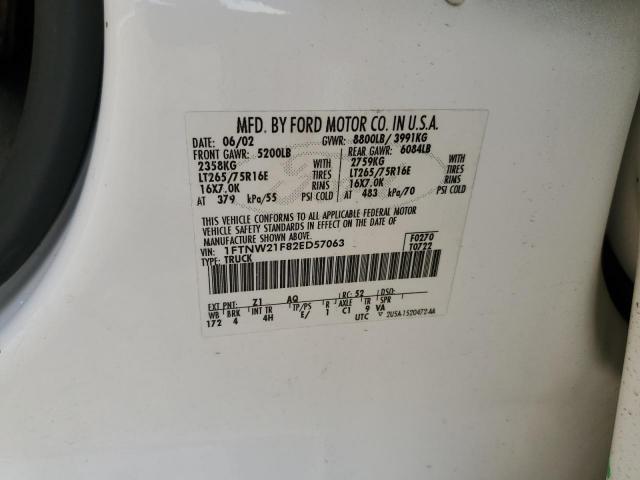 MFD. BY FORD MOTOR CO. IN U.S.A.
DATE: 06/02 GVWR: 8800LB/ 3991KG
FRONT GAWR: 5200LB REAR GAWR: 6084LB
2358KG WITH 2759KG WITH
LT265/75R16E TIRES LT265/75R16E TIRES
16X7.0K RIMS 16X7.0K RIMS
AT 379 kPa/55 PSI COLD AT 483 kPa/70 PSI COLD
THIS VEHICLE CONFORMS TO ALL APPLICABLE FEDERAL MOTOR
VEHICLE SAFETY STANDARDS IN EFFECT ON THE DATE OF
MANUFACTURE SHOWN ABOVE.
VIN: 1FTNW21F82ED57063 F0270
TYPE: TRUCK T0722
EXT PNT: Z1 AQ RC: 52 DSO:
WB BRK INT TR TP/PS R AXLE TR SPR
172 4 4H E/ 1 C1 9 VA
UTC ▽ 2U5A-1520472-AA